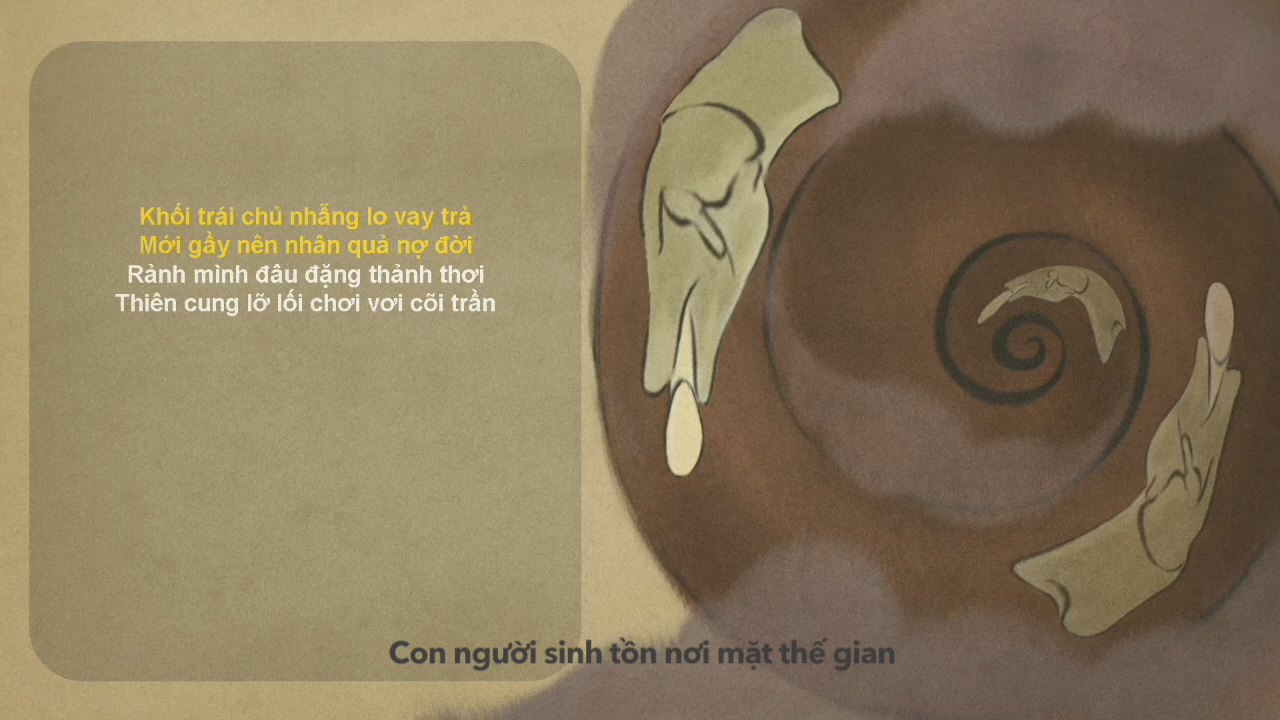 Khối trái chủ nhẫng lo vay trả
Mới gầy nên nhân quả nợ đời
Rảnh mình đâu đặng thảnh thơi
Thiên cung lỡ lối chơi vơi cõi trần
Con người sinh tồn nơi mặt thế gian